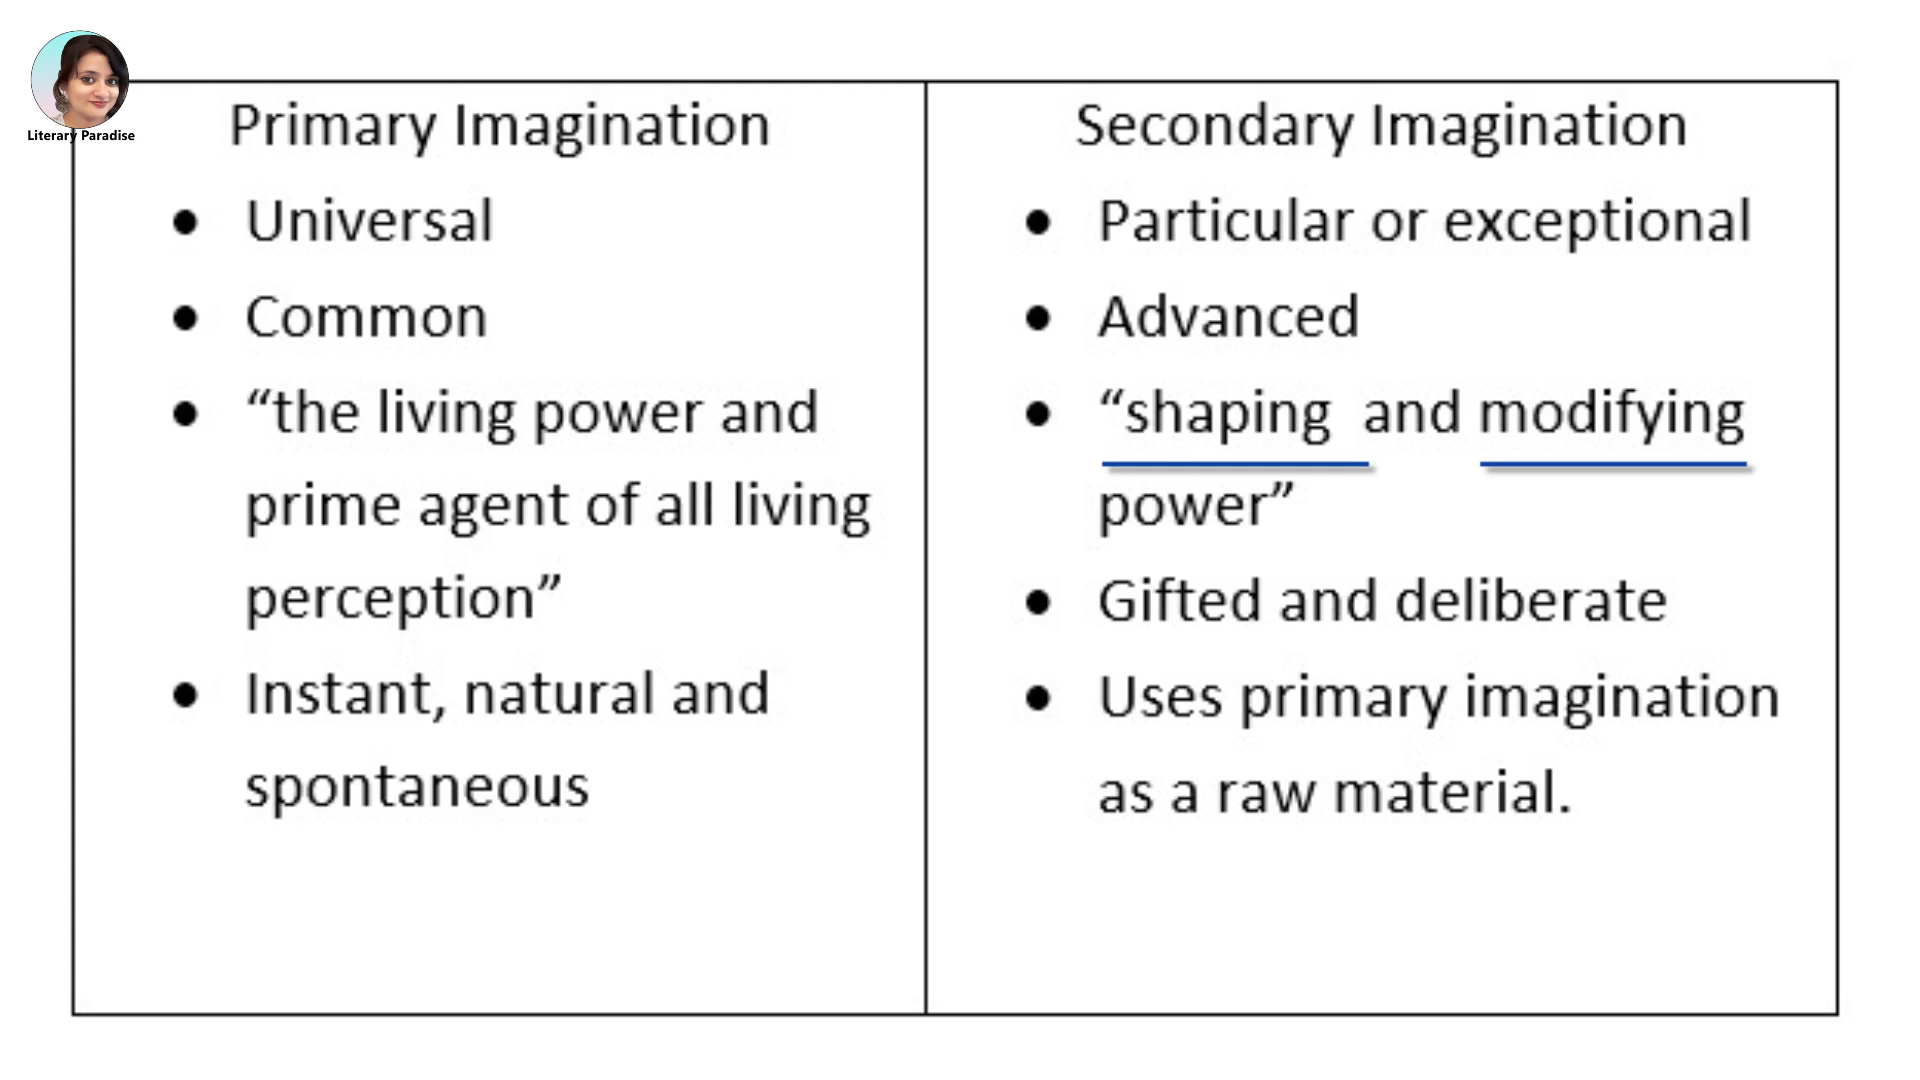 Literary Paradise
Primary Imagination
• Universal
• Common
• “the living power and
prime agent of all living
perception”
• Instant, natural and
spontaneous
Secondary Imagination
• Particular or exceptional
• Advanced
• “shaping and modifying
power”
• Gifted and deliberate
• Uses primary imagination
as a raw material.